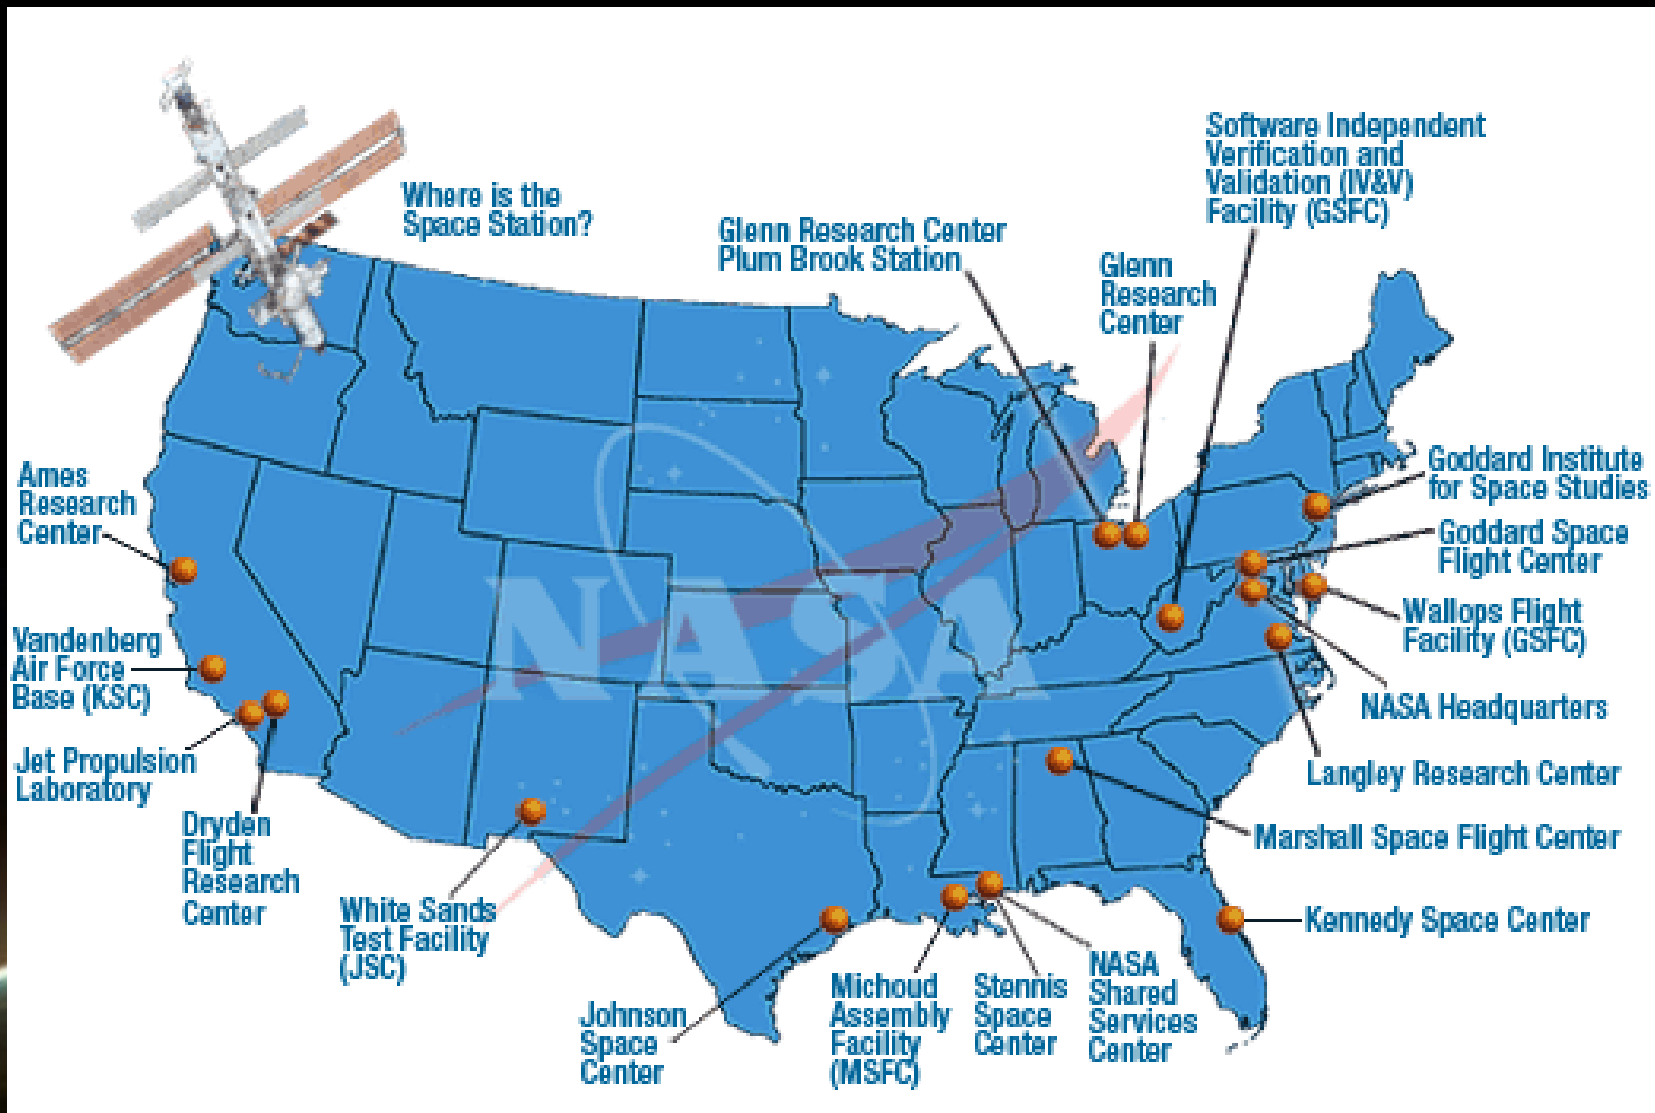 Where is the
Space Station?
Software Independent
Verification and
Validation (IV&V)
Facility (GSFC)
Glenn Research Center
Plum Brook Station
Glenn
Research
Center
Ames
Research
Center
Goddard Institute
for Space Studies
Goddard Space
Flight Center
Wallops Flight
Facility (GSFC)
NASA
Vandenberg
Air Force
Base (KSC)
NASA Headquarters
Jet Propulsion
Laboratory
Langley Research Center
Dryden
Flight
Research
Center
Marshall Space Flight Center
White Sands
Test Facility
(JSC)
Kennedy Space Center
Johnson
Space
Center
Michoud
Assembly
Facility
(MSFC)
Stennis
Space
Center
NASA
Shared
Services
Center